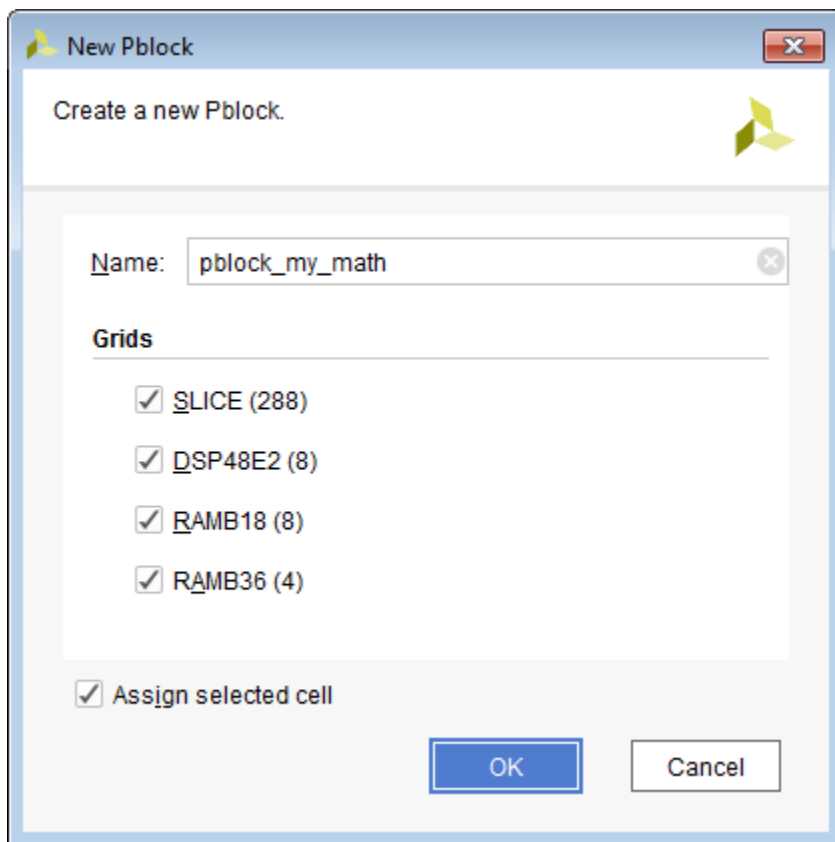 New Pblock
Create a new Pblock.
Name: pblock_my_math
Grids
SLICE (288)
DSP48E2 (8)
RAMB18 (8)
RAMB36 (4)
Assign selected cell
OK Cancel